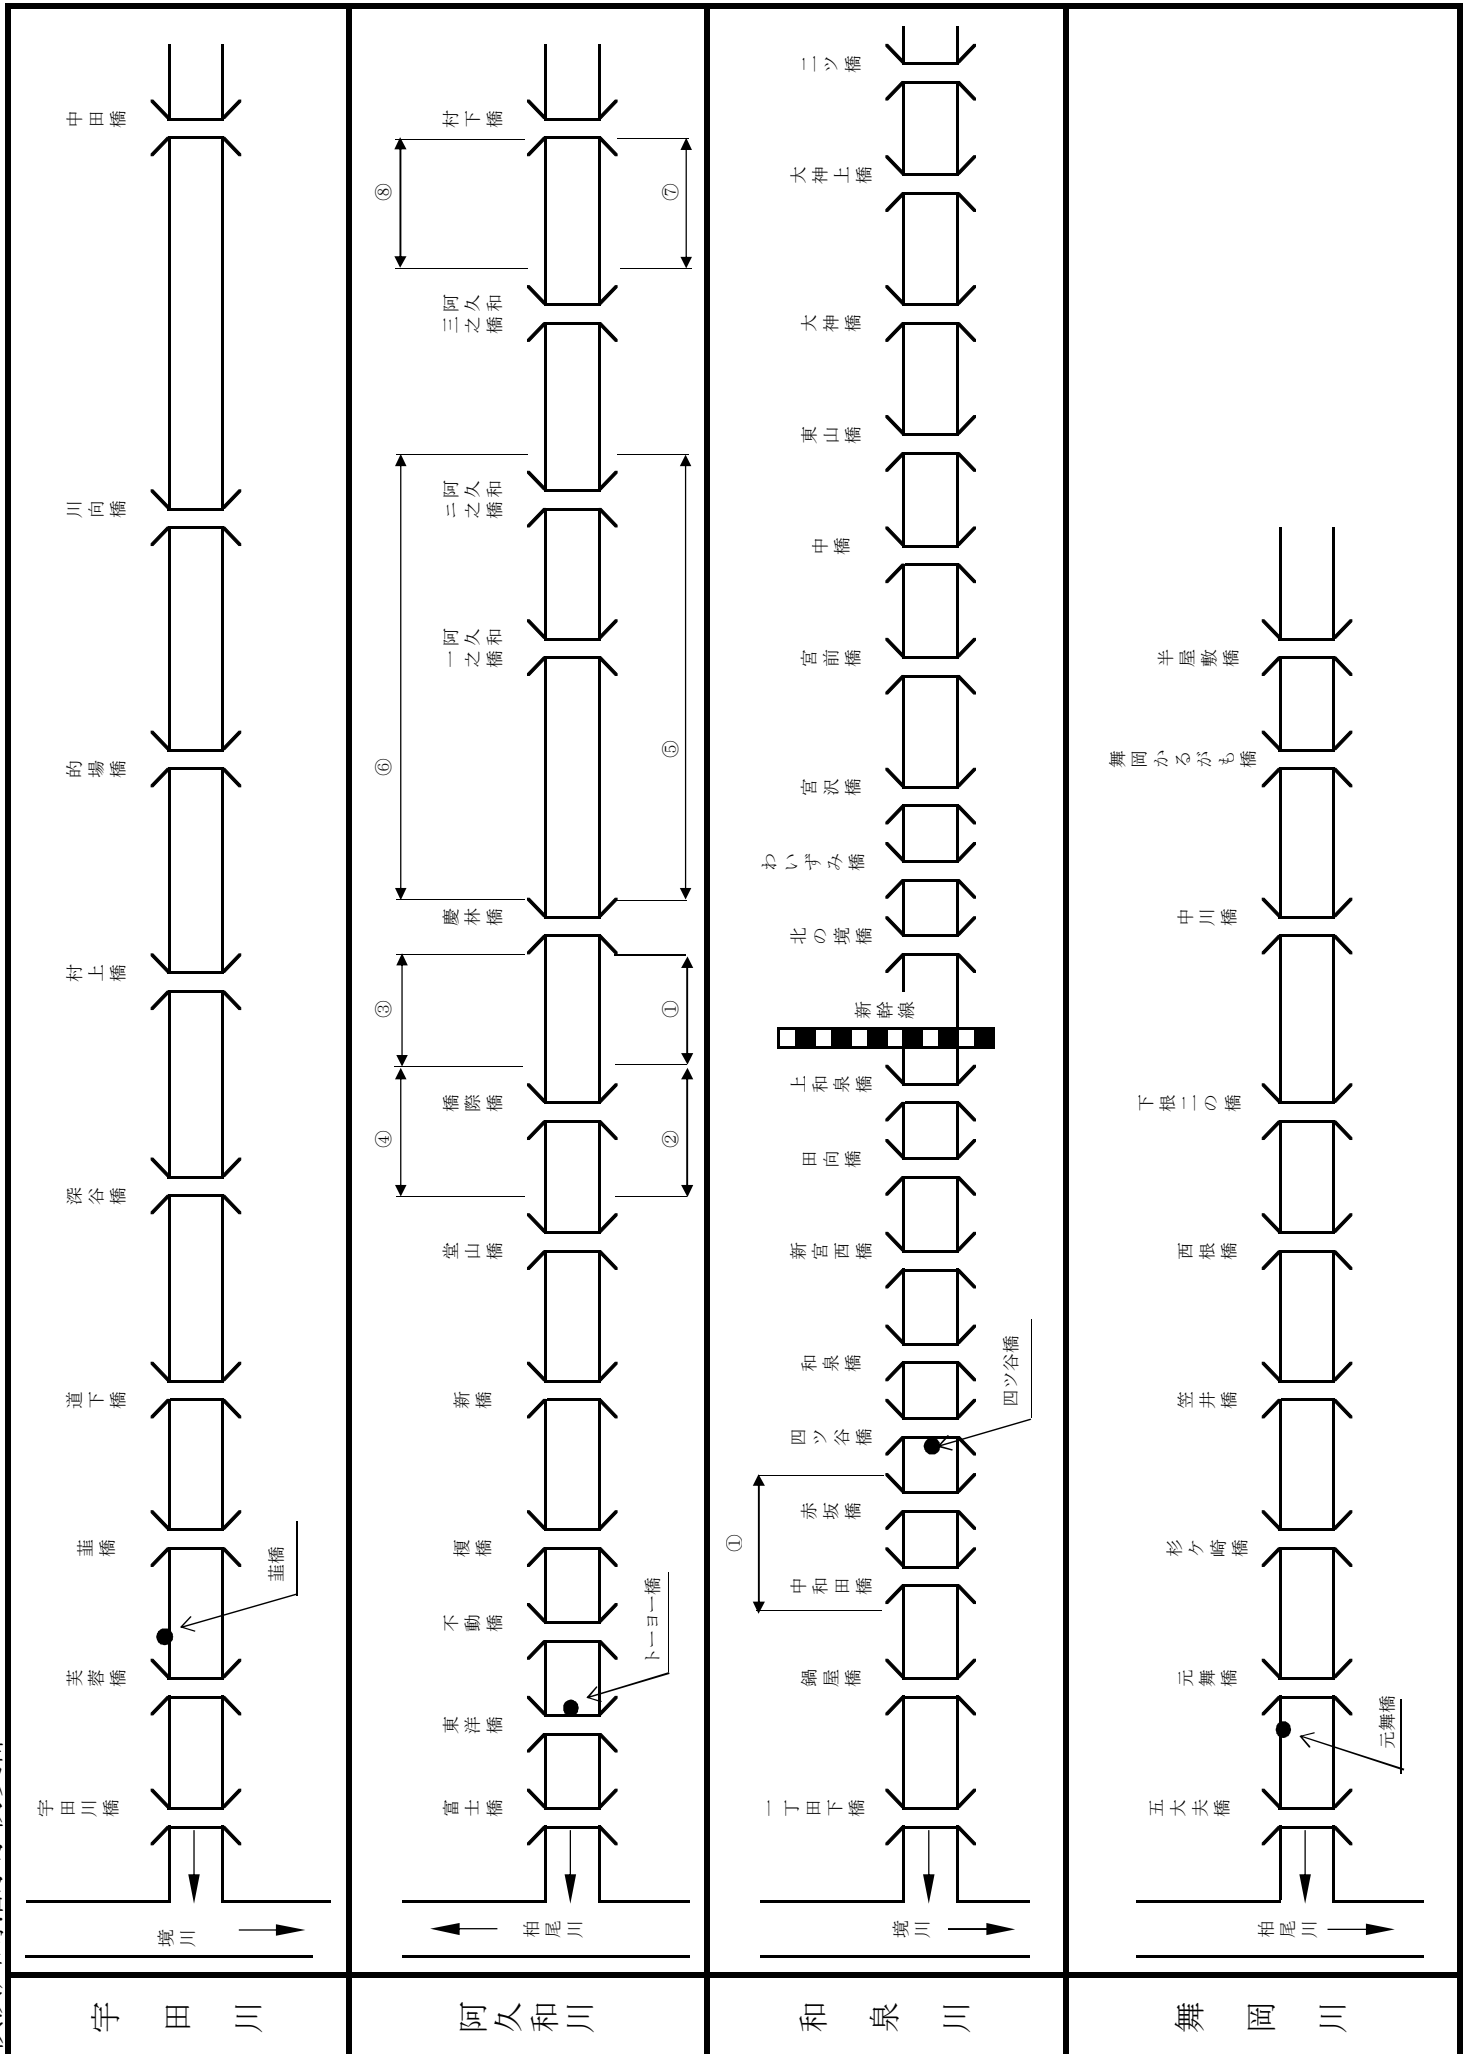 宇田川
境川
宇田川橋
芙蓉橋
韮橋
韮橋
道下橋
深谷橋
村上橋
的場橋
川向橋
中田橋
阿久和川
柏尾川
富士橋
東洋橋
トーヨー橋
不動橋
榎橋
新橋
堂山橋
④
②
橋際橋
③
①
慶林橋
⑥
⑤
阿久和
一之橋
阿久和
二之橋
阿久和
三之橋
⑧
⑦
村下橋
和泉川
境川
一丁田下橋
鍋屋橋
中和田橋
①
赤坂橋
四ツ谷橋
四ツ谷橋
和泉橋
新宮西橋
田向橋
上和泉橋
新幹線
北の境橋
わいずみ橋
宮沢橋
宮前橋
中橋
東山橋
大神橋
大神上橋
二ツ橋
舞岡川
柏尾川
五大夫橋
元舞橋
元舞橋
杉ケ崎橋
笠井橋
西根橋
下根二の橋
中川橋
舞岡かるがも橋
半屋敷橋